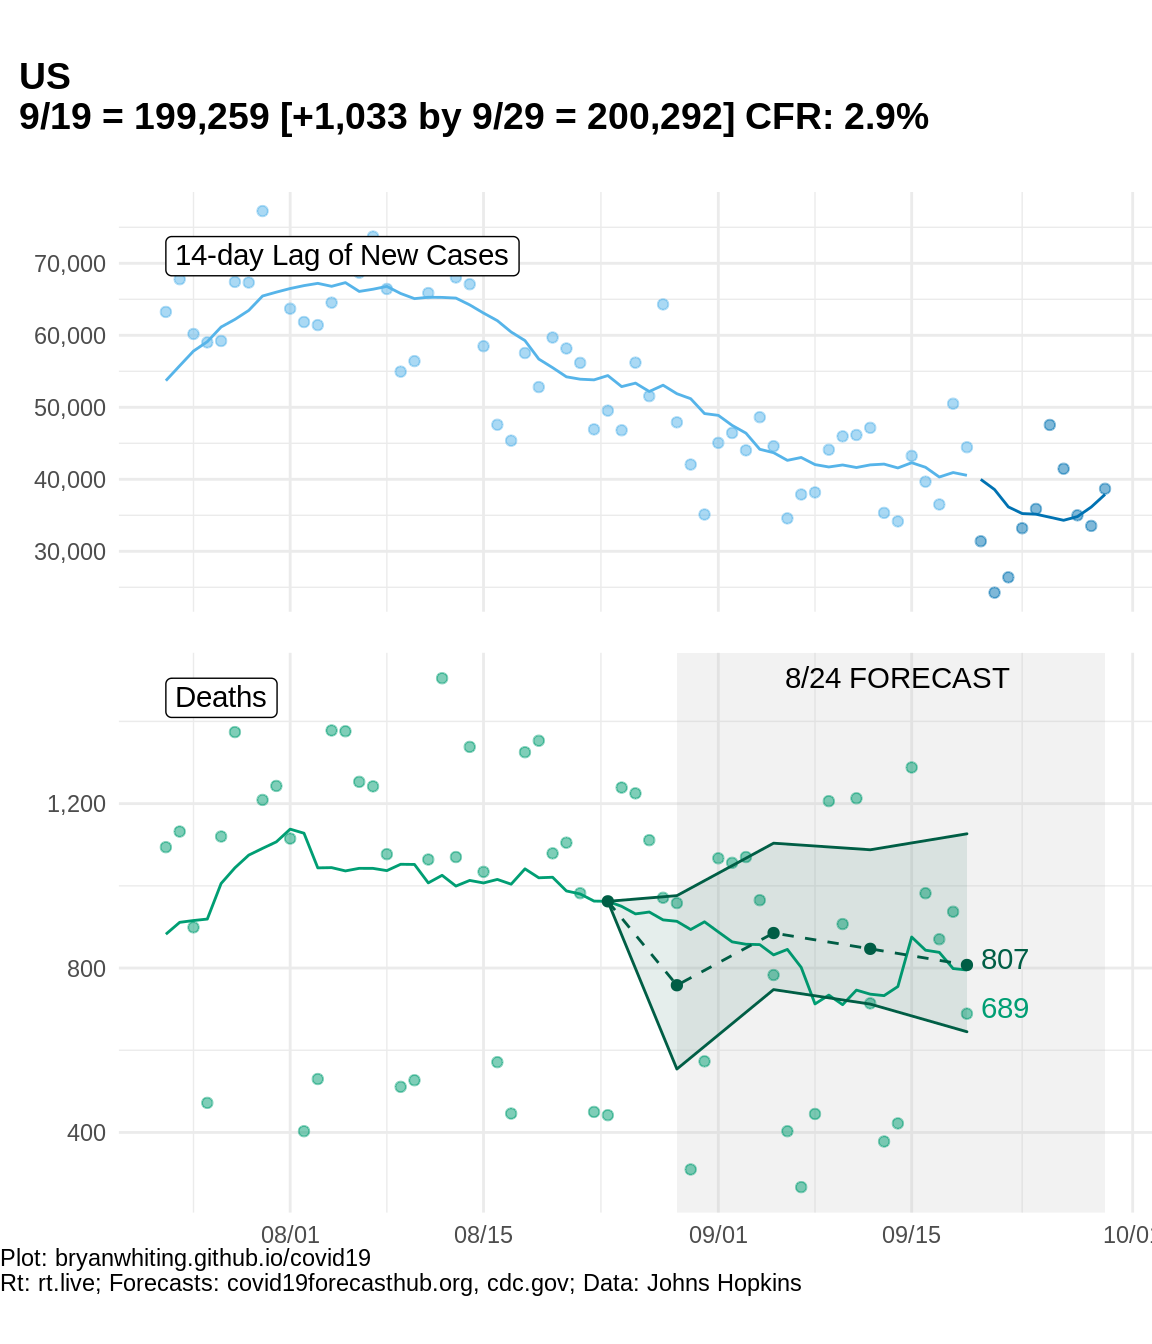 US
9/19 = 199,259 [+1,033 by 9/29 = 200,292] CFR: 2.9%
14-day Lag of New Cases
70,000
60,000
50,000
40,000
30,000
8/24 FORECAST
Deaths
1,200
800
400
807
689
08/01 08/15 09/01 09/15 10/01
Plot: bryanwhiting.github.io/covid19
Rt: rt.live; Forecasts: covid19forecasthub.org, cdc.gov; Data: Johns Hopkins